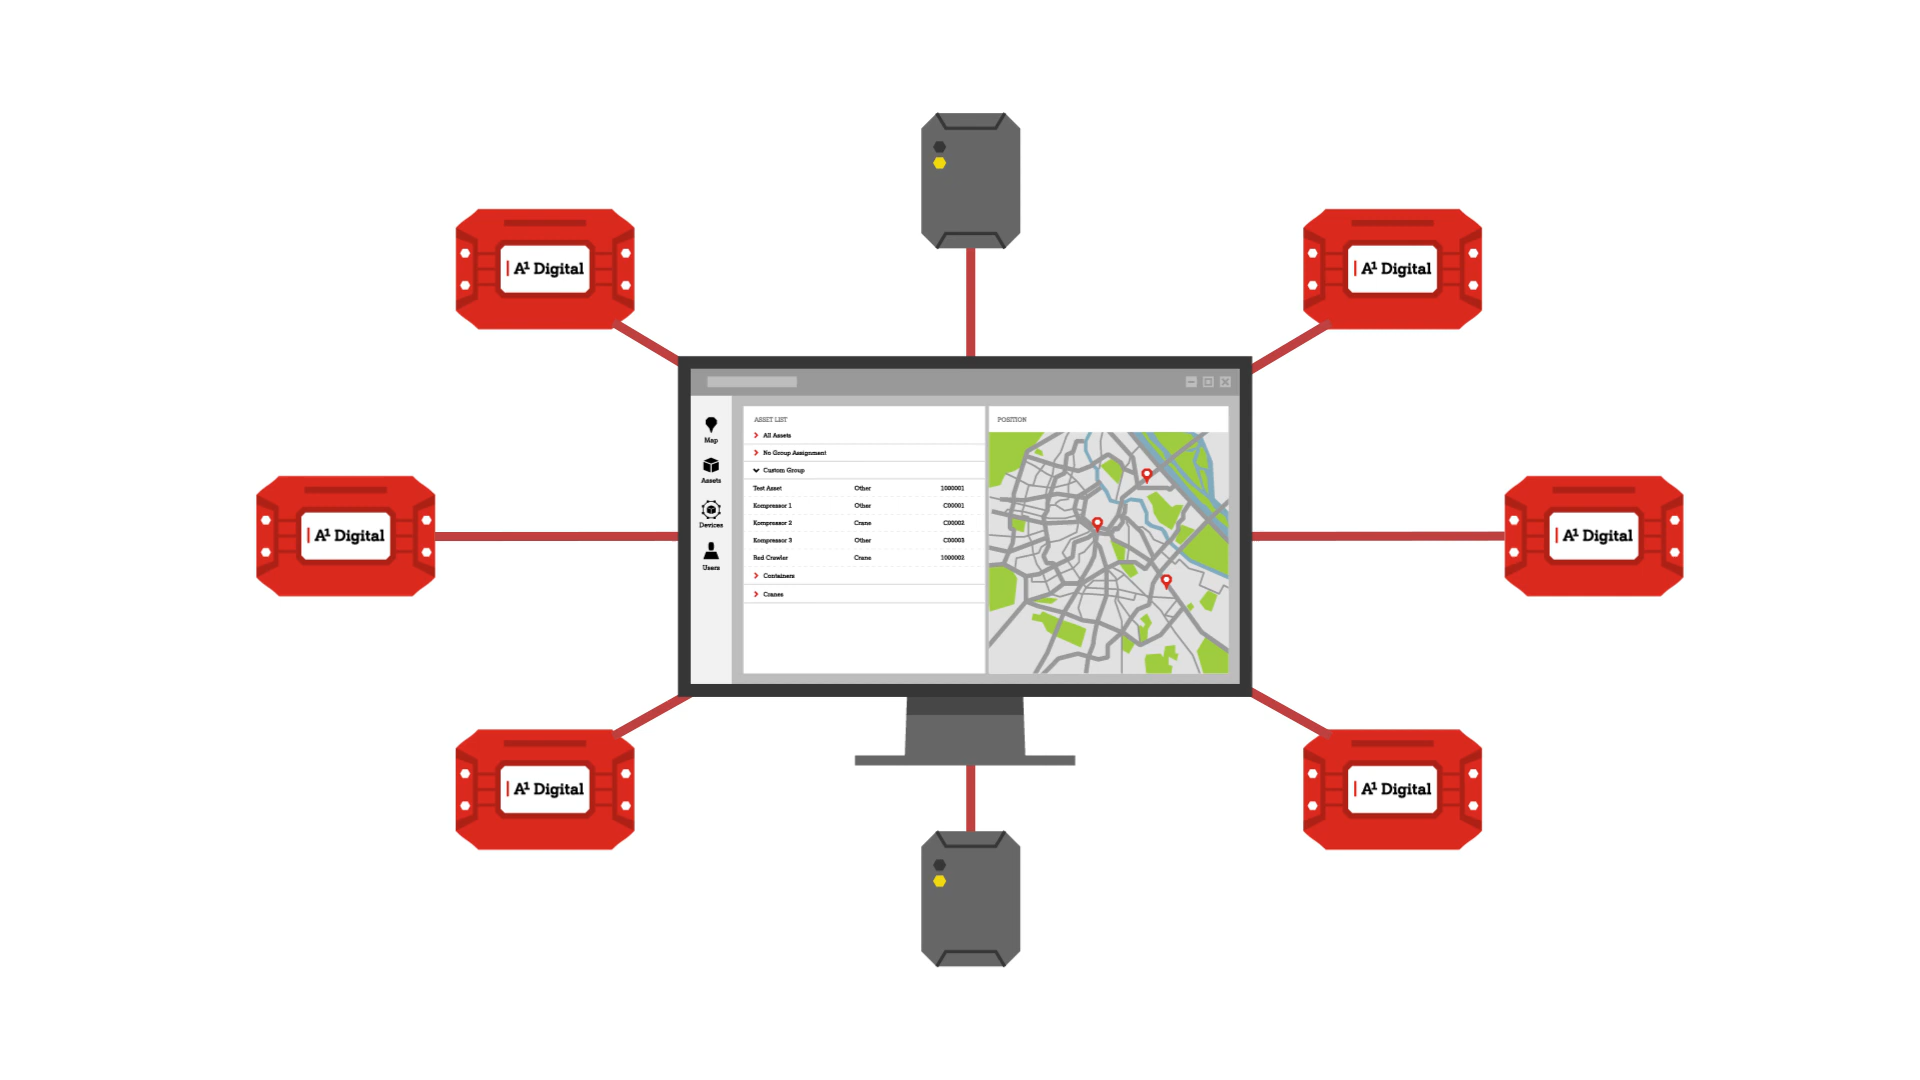 A¹ Digital
A¹ Digital
ASSET LIST
POSITION
All Assets
No Group Assignment
Custom Group
Test Asset Other 1000001
Kompressor 1 Other C00001
Kompressor 2 Crane C00002
Kompressor 3 Other C00003
Red Crawler Crane 1000002
Containers
Cranes
Map
Assets
Devices
Users
A¹ Digital
A¹ Digital
A¹ Digital
A¹ Digital